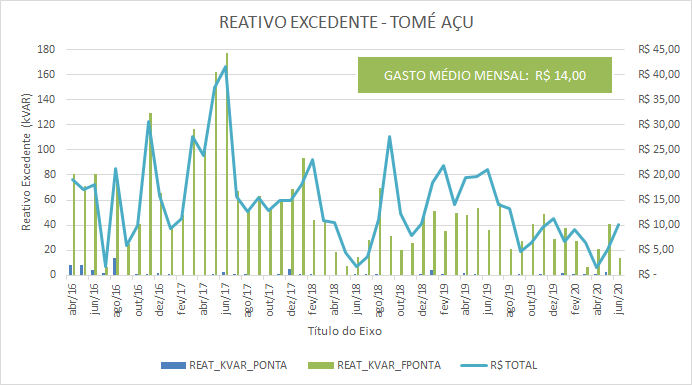 REATIVO EXCEDENTE - TOMÉ AÇU
180
160
140
120
100
80
60
40
20
0
Reativo Excedente (kVAR)
GASTO MÉDIO MENSAL: R$ 14,00
R$ 45,00
R$ 40,00
R$ 35,00
R$ 30,00
R$ 25,00
R$ 20,00
R$ 15,00
R$ 10,00
R$ 5,00
R$ -
abr/16
jun/16
ago/16
out/16
dez/16
fev/17
abr/17
jun/17
ago/17
out/17
dez/17
fev/18
abr/18
jun/18
ago/18
out/18
dez/18
fev/19
abr/19
jun/19
ago/19
out/19
dez/19
fev/20
abr/20
jun/20
Título do Eixo
REAT_KVAR_PONTA
REAT_KVAR_FPONTA
R$ TOTAL